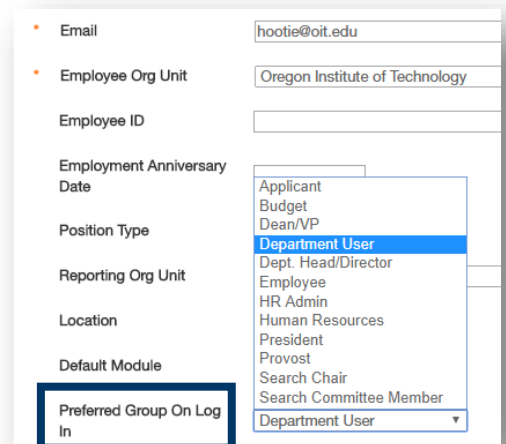 * Email hootie@oit.edu
* Employee Org Unit Oregon Institute of Technology
Employee ID
Employment Anniversary
Date
Position Type
Reporting Org Unit
Location
Default Module
Preferred Group On Log
In
Applicant
Budget
Dean/VP
Department User
Dept. Head/Director
Employee
HR Admin
Human Resources
President
Provost
Search Chair
Search Committee Member
Department User